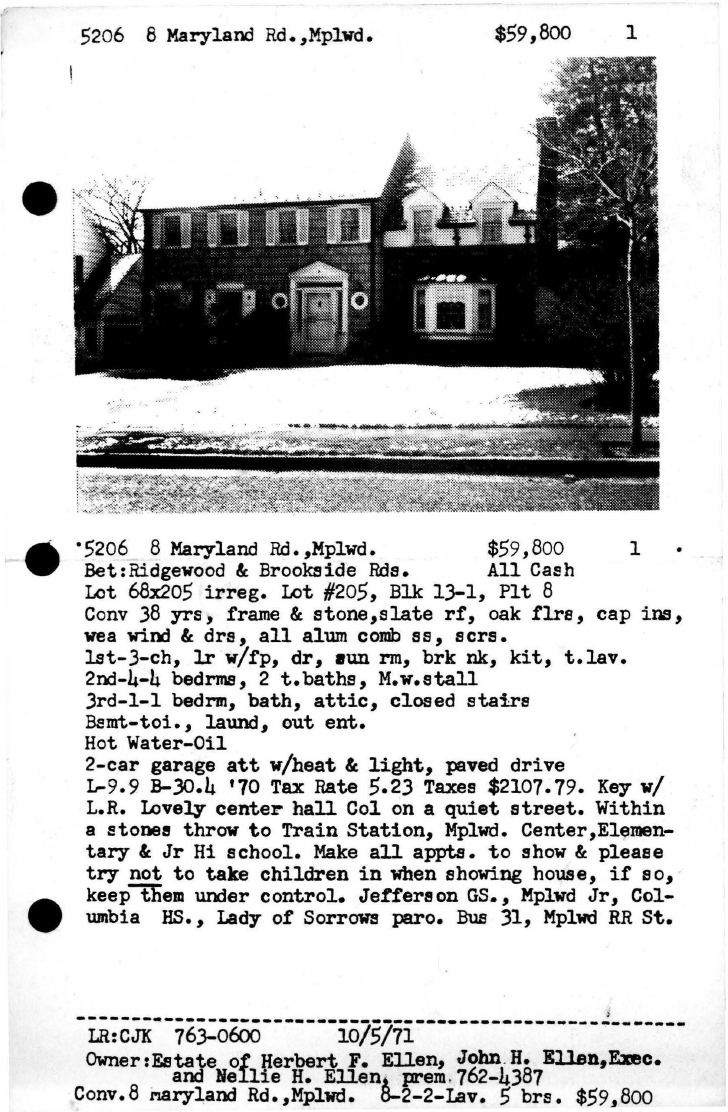 5206 8 Maryland Rd.,Mplwd. $59,800 1
5206 8 Maryland Rd.,Mplwd. $59,800 1
Bet:Ridgewood & Brookside Rds. All Cash
Lot 68x205 irreg. Lot #205, Blk 13-1, Plt 8
Conv 38 yrs, frame & stone,slate rf, oak flrs, cap ins,
wea wind & drs, all alum comb ss, scrs.
1st-3-ch, lr w/fp, dr, sun rm, brk nk, kit, t.lav.
2nd-4-4 bedrms, 2 t.baths, M.w.stall
3rd-1-1 bedrm, bath, attic, closed stairs
Bsmt-toi., laund, out ent.
Hot Water-Oil
2-car garage att w/heat & light, paved drive
L-9.9 B-30.4 '70 Tax Rate 5.23 Taxes $2107.79. Key w/
L.R. Lovely center hall Col on a quiet street. Within
a stones throw to Train Station, Mplwd. Center,Elemen-
tary & Jr Hi school. Make all appts. to show & please
try not to take children in when showing house, if so,
keep them under control. Jefferson GS., Mplwd Jr, Col-
umbia HS., Lady of Sorrows paro. Bus 31, Mplwd RR St.
LR:CJK 763-0600 10/5/71
Owner:Estate of Herbert F. Ellen, John H. Ellen,Exec.
and Nellie H. Ellen, prem.762-4387
Conv.8 maryland Rd.,Mplwd. 8-2-2-Lav. 5 brs. $59,800